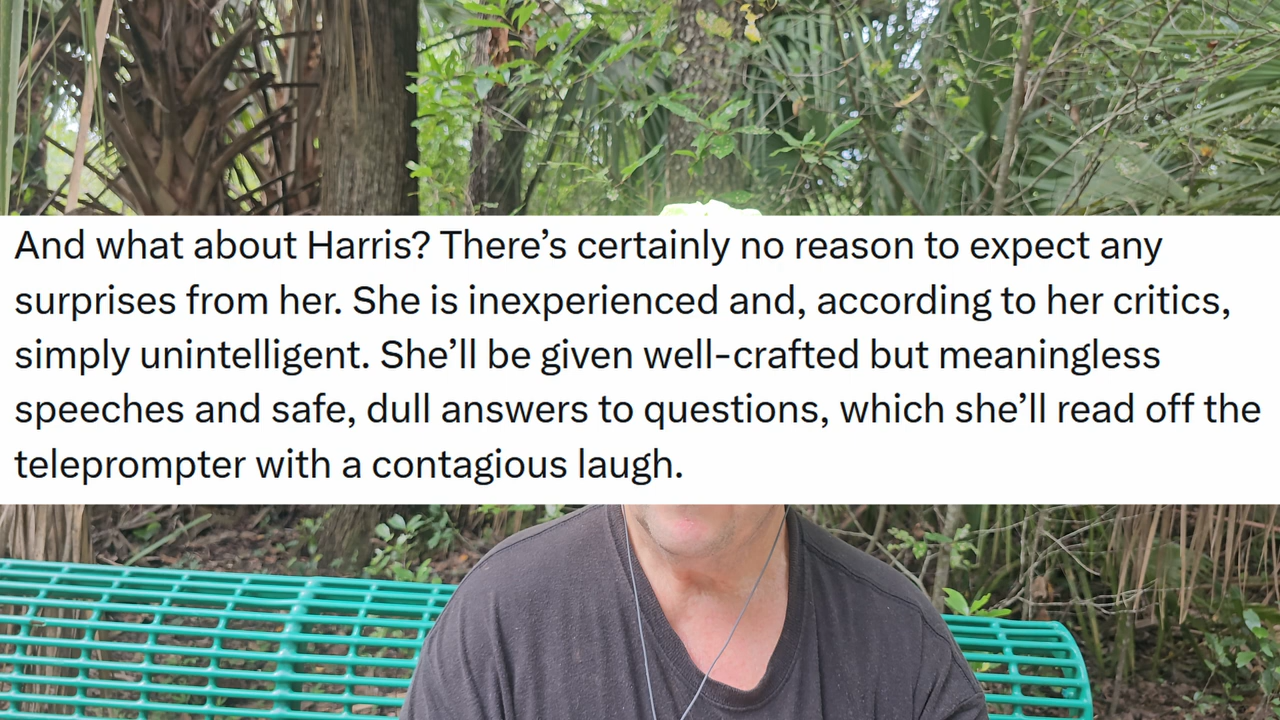 And what about Harris? There’s certainly no reason to expect any
surprises from her. She is inexperienced and, according to her critics,
simply unintelligent. She’ll be given well-crafted but meaningless
speeches and safe, dull answers to questions, which she’ll read off the
teleprompter with a contagious laugh.